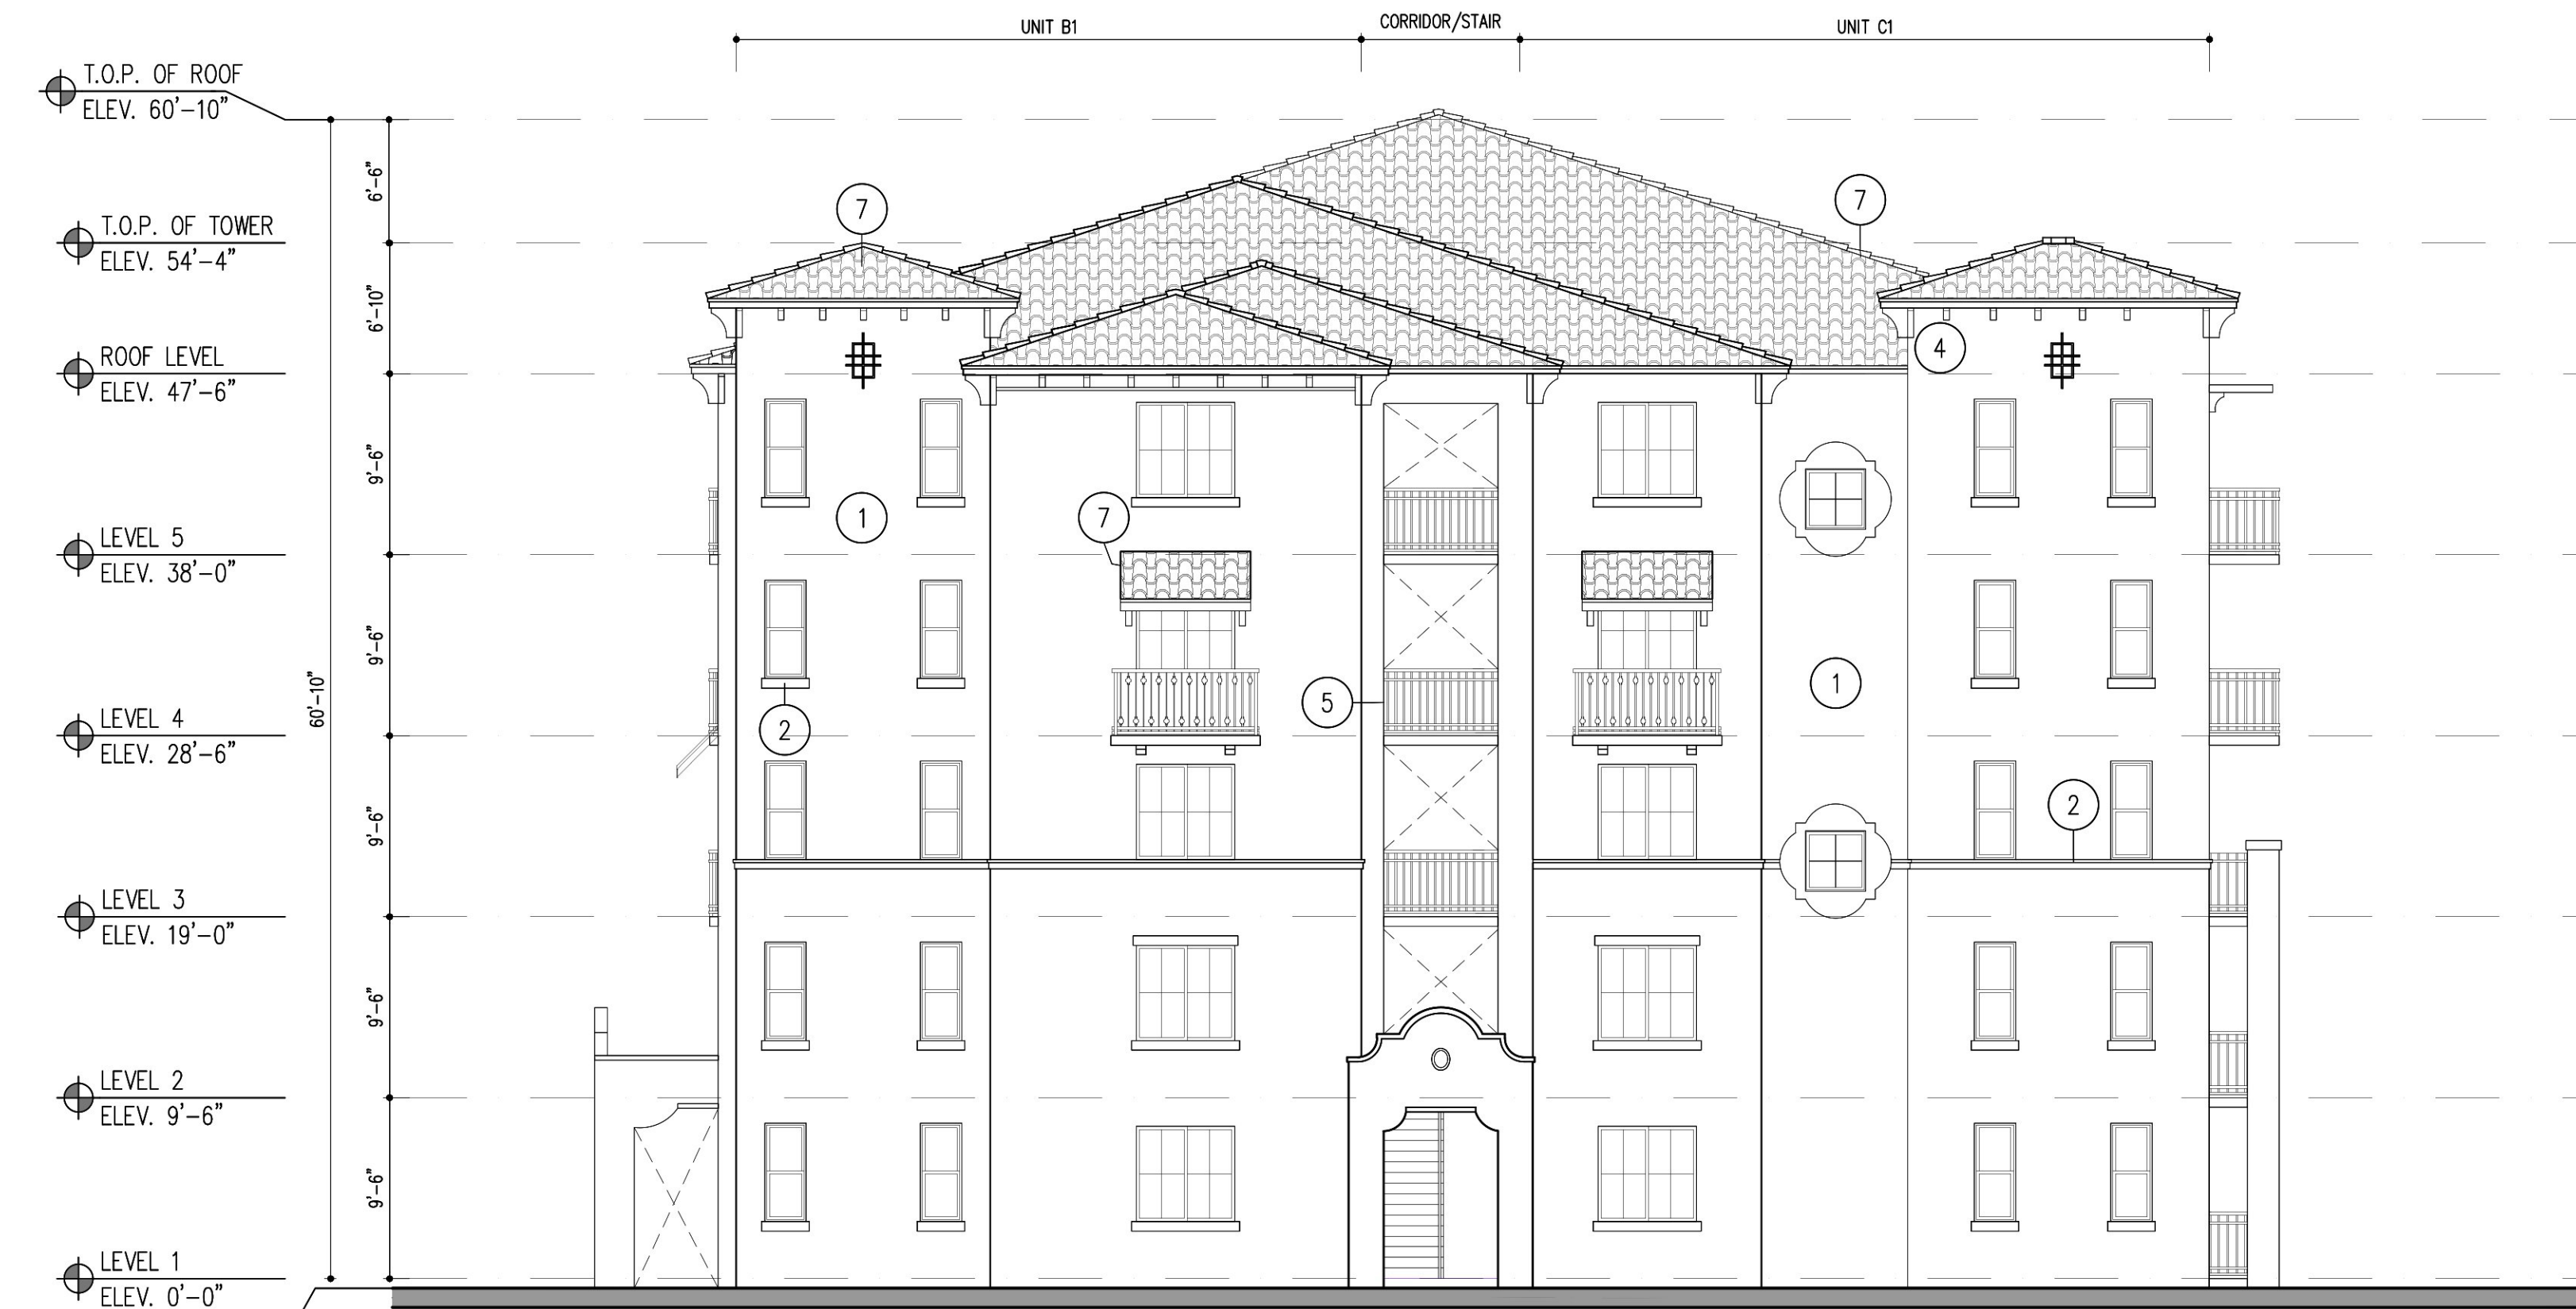 UNIT B1
CORRIDOR/STAIR
UNIT C1
T.O.P. OF ROOF
ELEV. 60'-10"
6'-6"
7
7
T.O.P. OF TOWER
ELEV. 54'-4"
6'-10"
4
ROOF LEVEL
ELEV. 47'-6"
9'-6"
1
7
LEVEL 5
ELEV. 38'-0"
9'-6"
60'-10"
5
1
2
LEVEL 4
ELEV. 28'-6"
9'-6"
2
LEVEL 3
ELEV. 19'-0"
9'-6"
LEVEL 2
ELEV. 9'-6"
9'-6"
LEVEL 1
ELEV. 0'-0"